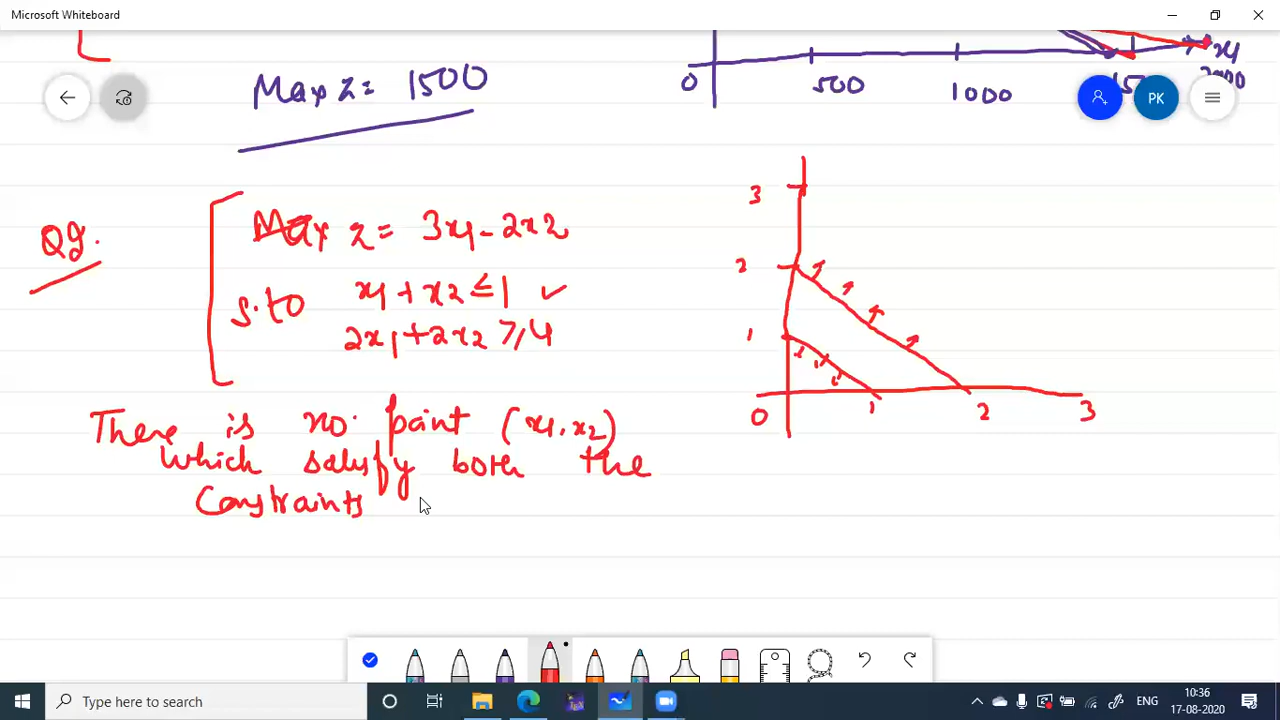 Microsoft Whiteboard
Max z = 1500
0
500
1000
x1
PK
Q2.
Max z = 3x1 - 2x2
s.to x1 + x2 ≤ 1 ✓
2x1 + 2x2 ≥ 4
There is no point (x1, x2)
which satisfy both the
Constraints
3
2
1
0 1 2 3
Type here to search
ENG
10:36
17-08-2020